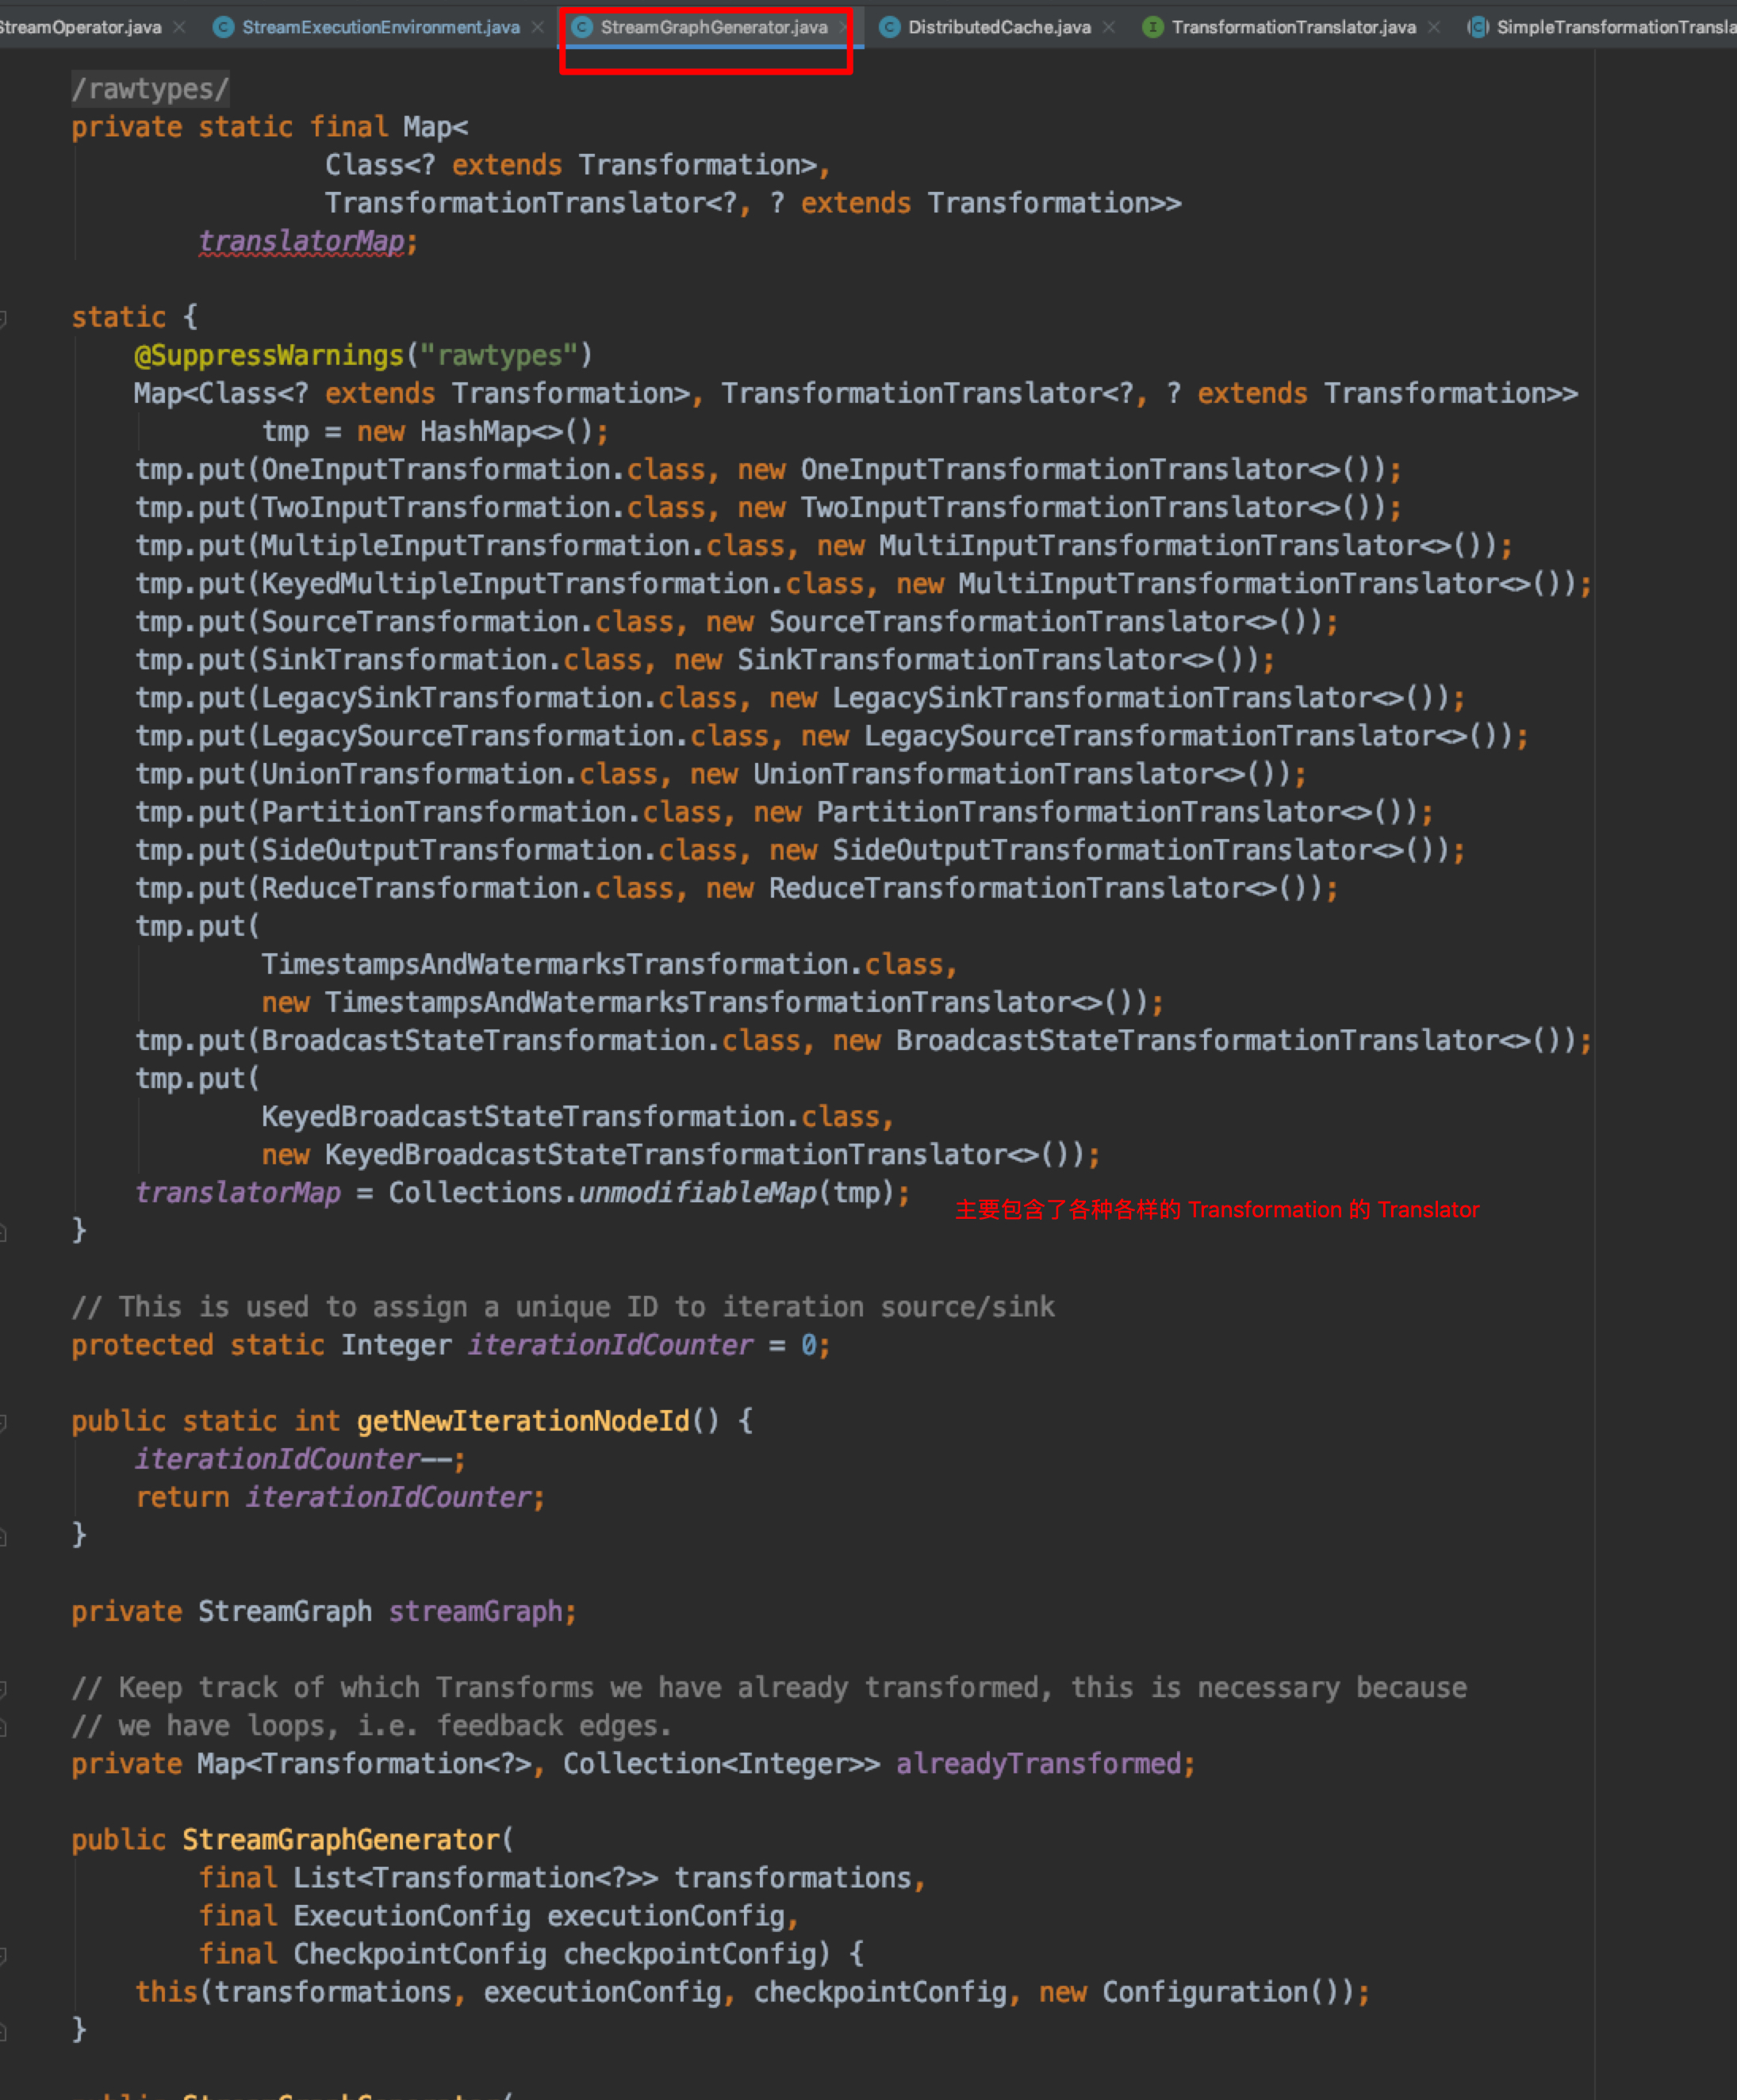 StreamOperator.java StreamExecutionEnvironment.java StreamGraphGenerator.java DistributedCache.java TransformationTranslator.java SimpleTransformationTransla
/rawtypes/
private static final Map<
Class<? extends Transformation>,
TransformationTranslator<?, ? extends Transformation>>
translatorMap;
static {
@SuppressWarnings("rawtypes")
Map<Class<? extends Transformation>, TransformationTranslator<?, ? extends Transformation>>
tmp = new HashMap<>();
tmp.put(OneInputTransformation.class, new OneInputTransformationTranslator<>());
tmp.put(TwoInputTransformation.class, new TwoInputTransformationTranslator<>());
tmp.put(MultipleInputTransformation.class, new MultiInputTransformationTranslator<>());
tmp.put(KeyedMultipleInputTransformation.class, new MultiInputTransformationTranslator<>());
tmp.put(SourceTransformation.class, new SourceTransformationTranslator<>());
tmp.put(SinkTransformation.class, new SinkTransformationTranslator<>());
tmp.put(LegacySinkTransformation.class, new LegacySinkTransformationTranslator<>());
tmp.put(LegacySourceTransformation.class, new LegacySourceTransformationTranslator<>());
tmp.put(UnionTransformation.class, new UnionTransformationTranslator<>());
tmp.put(PartitionTransformation.class, new PartitionTransformationTranslator<>());
tmp.put(SideOutputTransformation.class, new SideOutputTransformationTranslator<>());
tmp.put(ReduceTransformation.class, new ReduceTransformationTranslator<>());
tmp.put(
TimestampsAndWatermarksTransformation.class,
new TimestampsAndWatermarksTransformationTranslator<>());
tmp.put(BroadcastStateTransformation.class, new BroadcastStateTransformationTranslator<>());
tmp.put(
KeyedBroadcastStateTransformation.class,
new KeyedBroadcastStateTransformationTranslator<>());
translatorMap = Collections.unmodifiableMap(tmp);
主要包含了各种各样的 Transformation 的 Translator
}
// This is used to assign a unique ID to iteration source/sink
protected static Integer iterationIdCounter = 0;
public static int getNewIterationNodeId() {
iterationIdCounter--;
return iterationIdCounter;
}
private StreamGraph streamGraph;
// Keep track of which Transforms we have already transformed, this is necessary because
// we have loops, i.e. feedback edges.
private Map<Transformation<?>, Collection<Integer>> alreadyTransformed;
public StreamGraphGenerator(
final List<Transformation<?>> transformations,
final ExecutionConfig executionConfig,
final CheckpointConfig checkpointConfig) {
this(transformations, executionConfig, checkpointConfig, new Configuration());
}